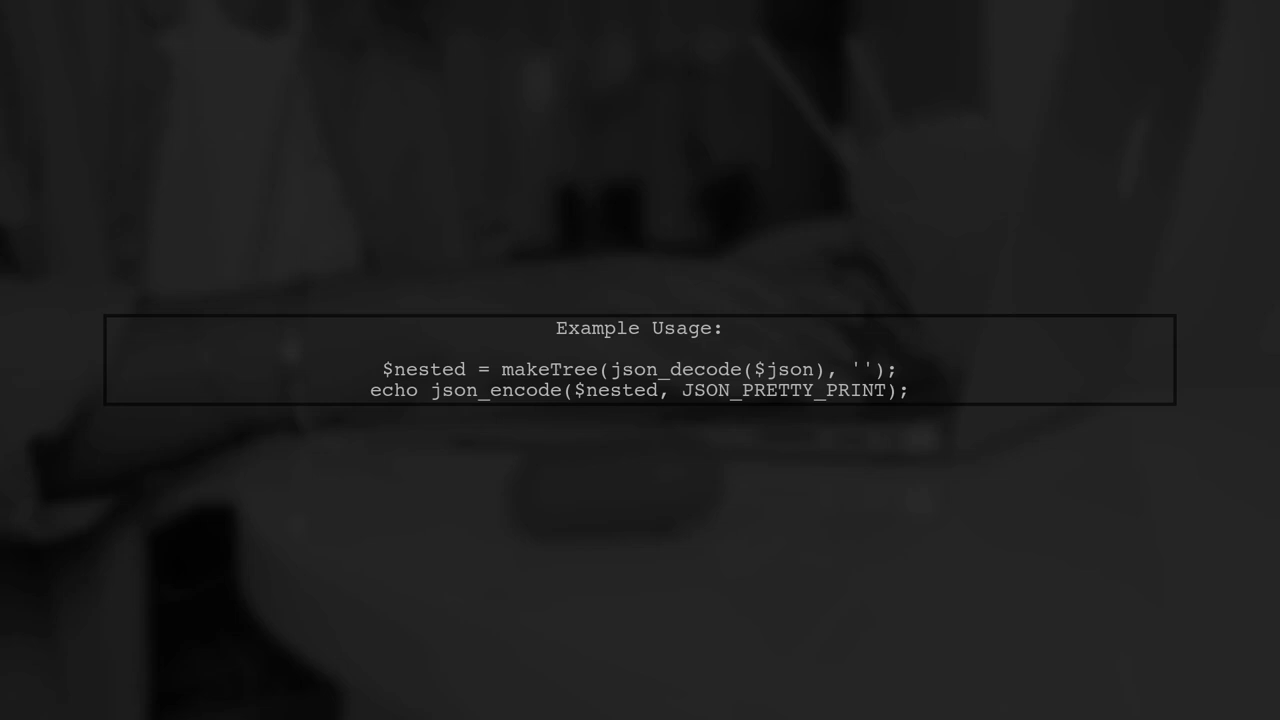 Example Usage:
$nested = makeTree(json_decode($json), '');
echo json_encode($nested, JSON_PRETTY_PRINT);